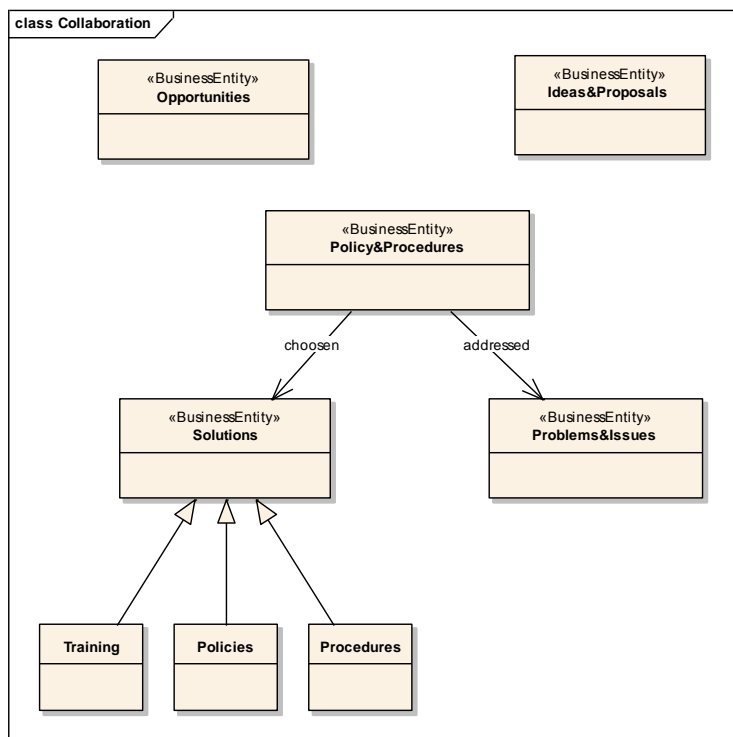 class Collaboration
«BusinessEntity»
Opportunities
«BusinessEntity»
Ideas&Proposals
«BusinessEntity»
Policy&Procedures
choosen
addressed
«BusinessEntity»
Solutions
«BusinessEntity»
Problems&Issues
Training
Policies
Procedures